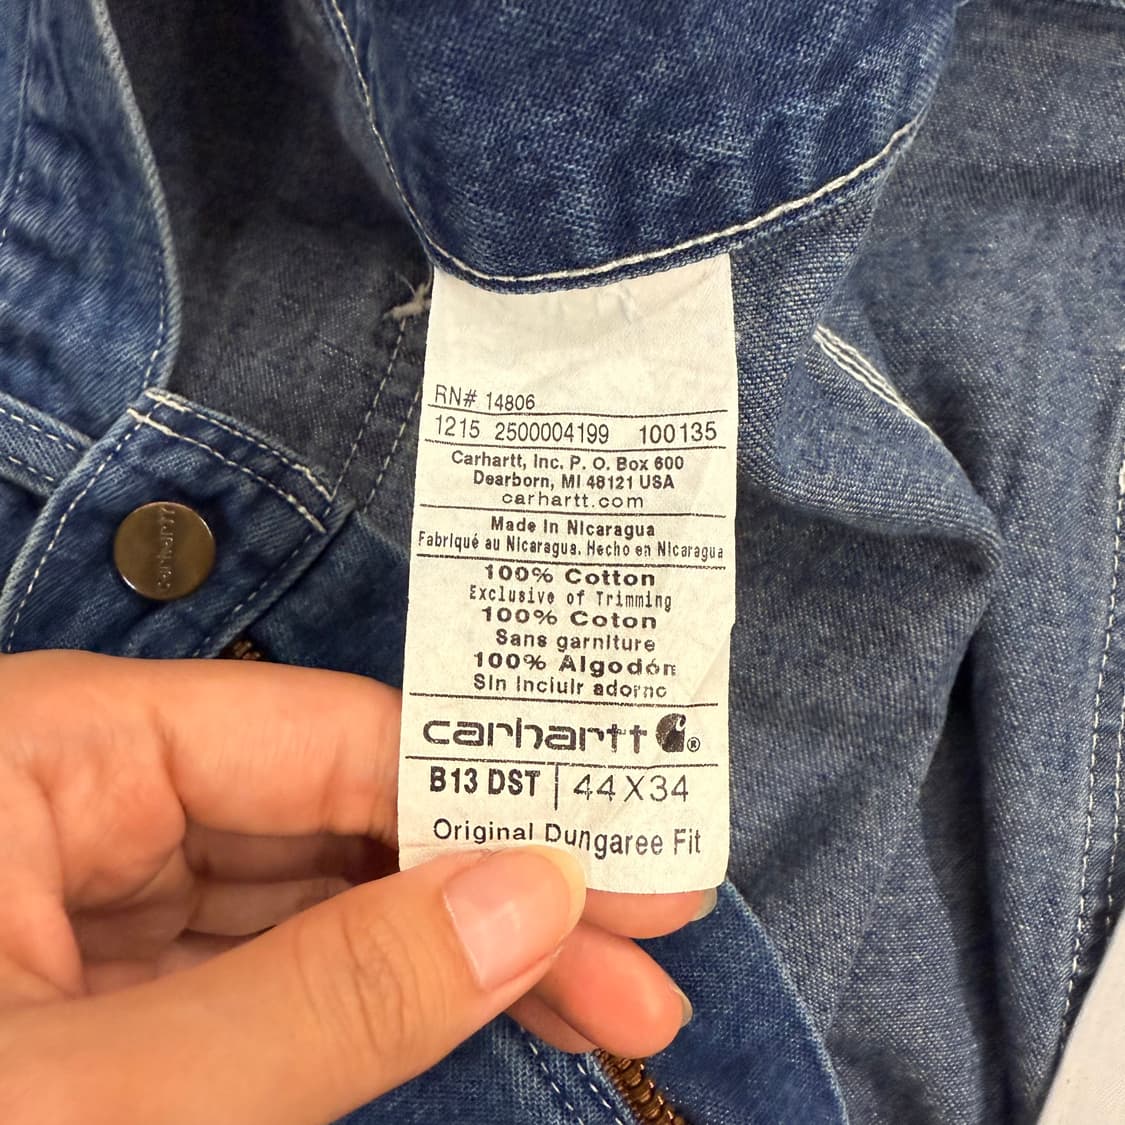 RN# 14806
1215 2500004199 100135
Carhartt, Inc. P. O. Box 600
Dearborn, MI 48121 USA
carhartt.com
Made in Nicaragua
Fabriqué au Nicaragua. Hecho en Nicaragua
100% Cotton
Exclusive of Trimming
100% Coton
Sans garniture
100% Algodón
Sin incluir adorno
carhartt ®
B13 DST | 44X34
Original Dungaree Fit
carhartt